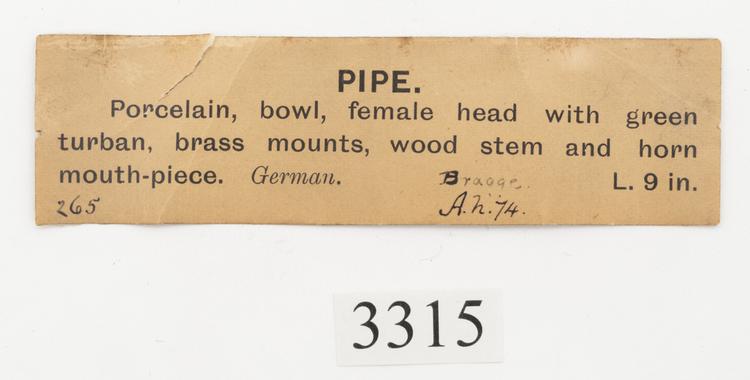 PIPE.
Porcelain, bowl, female head with green
turban, brass mounts, wood stem and horn
mouth-piece. German. Bragge. L. 9 in.
265 A.h. 74.
3315